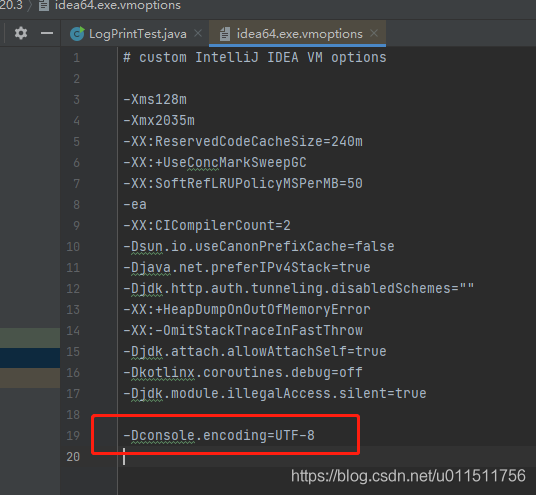 20.3 › idea64.exe.vmoptions
LogPrintTest.java × idea64.exe.vmoptions ×
1 # custom IntelliJ IDEA VM options
2
3 -Xms128m
4 -Xmx2035m
5 -XX:ReservedCodeCacheSize=240m
6 -XX:+UseConcMarkSweepGC
7 -XX:SoftRefLRUPolicyMSPerMB=50
8 -ea
9 -XX:CICompilerCount=2
10 -Dsun.io.useCanonPrefixCache=false
11 -Djava.net.preferIPv4Stack=true
12 -Djdk.http.auth.tunneling.disabledSchemes=""
13 -XX:+HeapDumpOnOutOfMemoryError
14 -XX:-OmitStackTraceInFastThrow
15 -Djdk.attach.allowAttachSelf=true
16 -Dkotlinx.coroutines.debug=off
17 -Djdk.module.illegalAccess.silent=true
18
19 -Dconsole.encoding=UTF-8
20
https://blog.csdn.net/u011511756